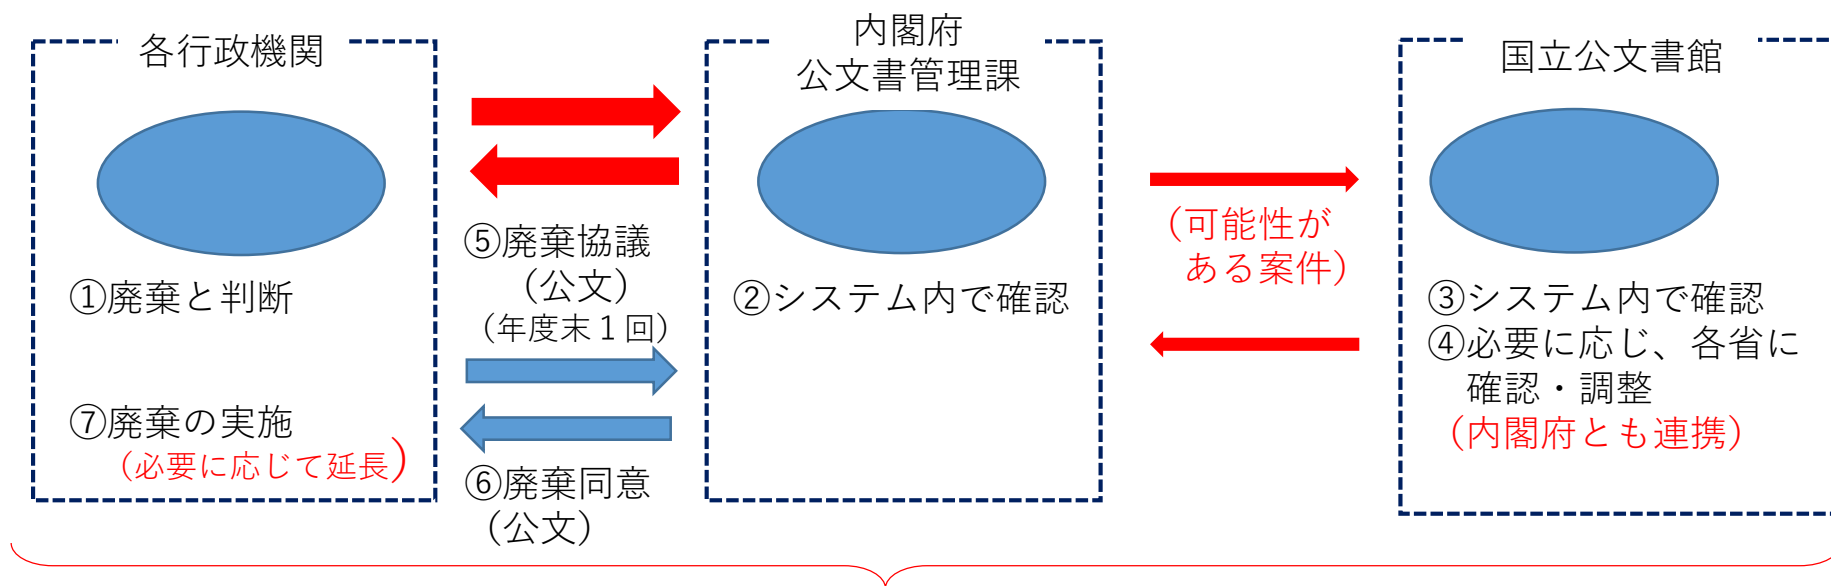 各行政機関
①廃棄と判断
⑦廃棄の実施
（必要に応じて延長）
⑤廃棄協議
（公文）
（年度末１回）
⑥廃棄同意
（公文）
内閣府
公文書管理課
②システム内で確認
（可能性が
ある案件）
国立公文書館
③システム内で確認
④必要に応じ、各省に
確認・調整
（内閣府とも連携）